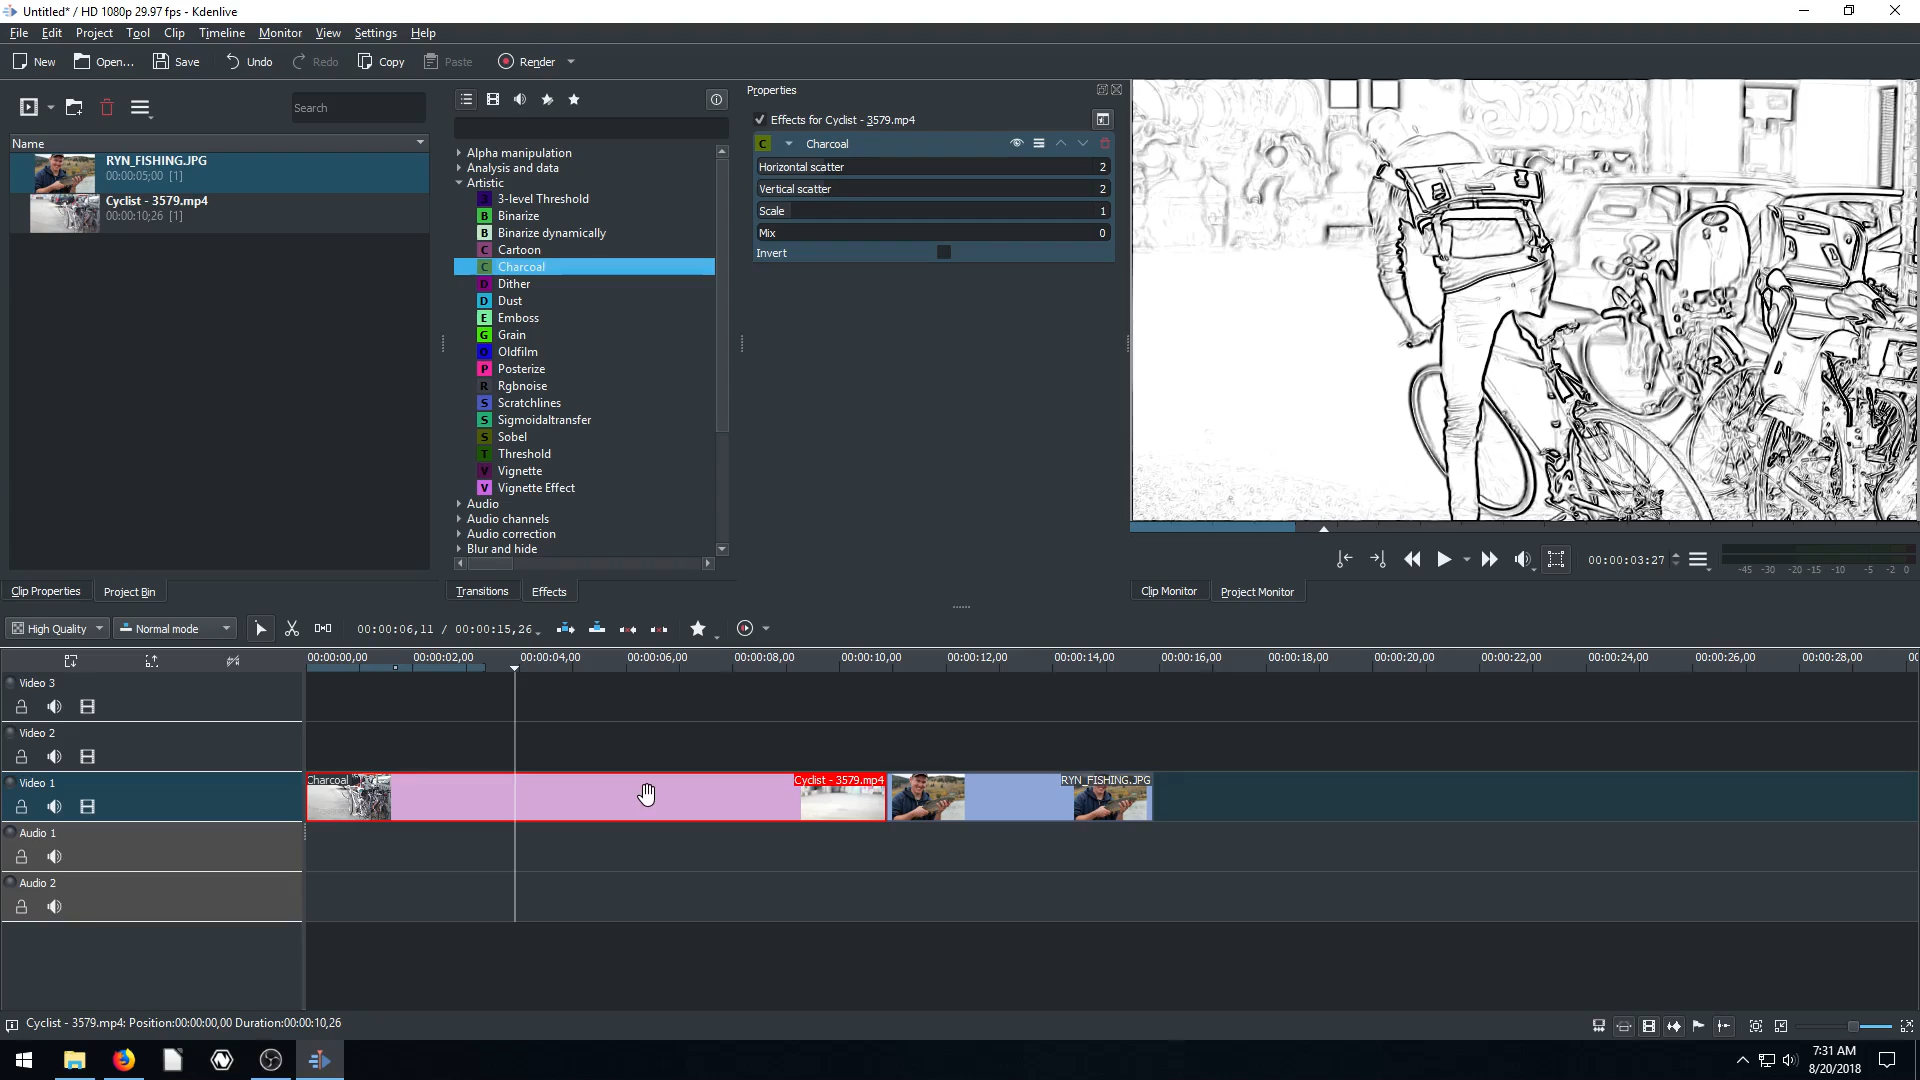 Untitled* / HD 1080p 29.97 fps - Kdenlive
File Edit Project Tool Clip Timeline Monitor View Settings Help
New Open... Save Undo Redo Copy Paste Render
Search
Name
RYN_FISHING.JPG
00:00:05;00 [1]
Cyclist - 3579.mp4
00:00:10;26 [1]
Clip Properties Project Bin
Alpha manipulation
Analysis and data
Artistic
3 3-level Threshold
B Binarize
B Binarize dynamically
C Cartoon
C Charcoal
D Dither
D Dust
E Emboss
G Grain
O Oldfilm
P Posterize
R Rgbnoise
S Scratchlines
S Sigmoidaltransfer
S Sobel
T Threshold
V Vignette
V Vignette Effect
Audio
Audio channels
Audio correction
Blur and hide
Transitions Effects
Properties
Effects for Cyclist - 3579.mp4
C Charcoal
Horizontal scatter 2
Vertical scatter 2
Scale 1
Mix 0
Invert
00:00:03:27
-45 -30 -20 -15 -10 -5 -2 0
Clip Monitor Project Monitor
High Quality Normal mode 00:00:06,11 / 00:00:15,26
00:00:00,00 00:00:02,00 00:00:04,00 00:00:06,00 00:00:08,00 00:00:10,00 00:00:12,00 00:00:14,00 00:00:16,00 00:00:18,00 00:00:20,00 00:00:22,00 00:00:24,00 00:00:26,00 00:00:28,00
Video 3
Video 2
Video 1
Charcoal Cyclist - 3579.mp4 RYN_FISHING.JPG
Audio 1
Audio 2
Cyclist - 3579.mp4: Position:00:00:00,00 Duration:00:00:10,26
7:31 AM
8/20/2018